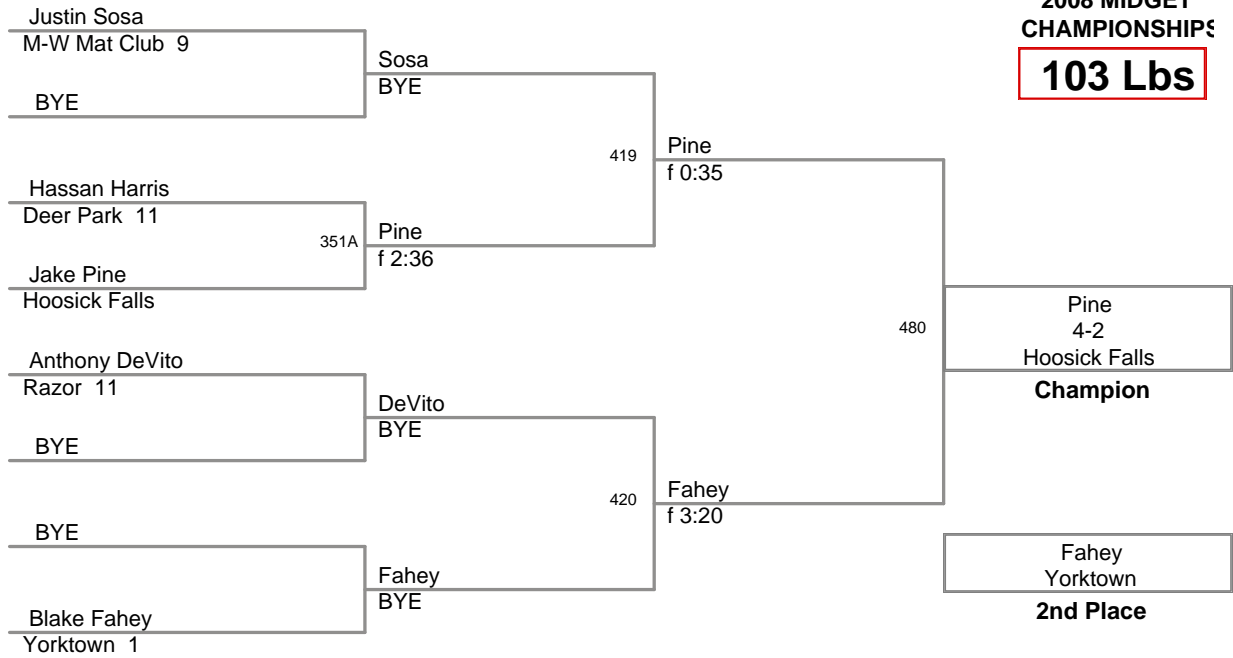 2008 MIDGET
CHAMPIONSHIPS
103 Lbs
Justin Sosa
M-W Mat Club 9
BYE
Hassan Harris
Deer Park 11
Jake Pine
Hoosick Falls
Anthony DeVito
Razor 11
BYE
BYE
Blake Fahey
Yorktown 1
Sosa
BYE
351A
Pine
f 2:36
DeVito
BYE
Fahey
BYE
419
Pine
f 0:35
420
Fahey
f 3:20
480
Pine
4-2
Hoosick Falls
Champion
Fahey
Yorktown
2nd Place